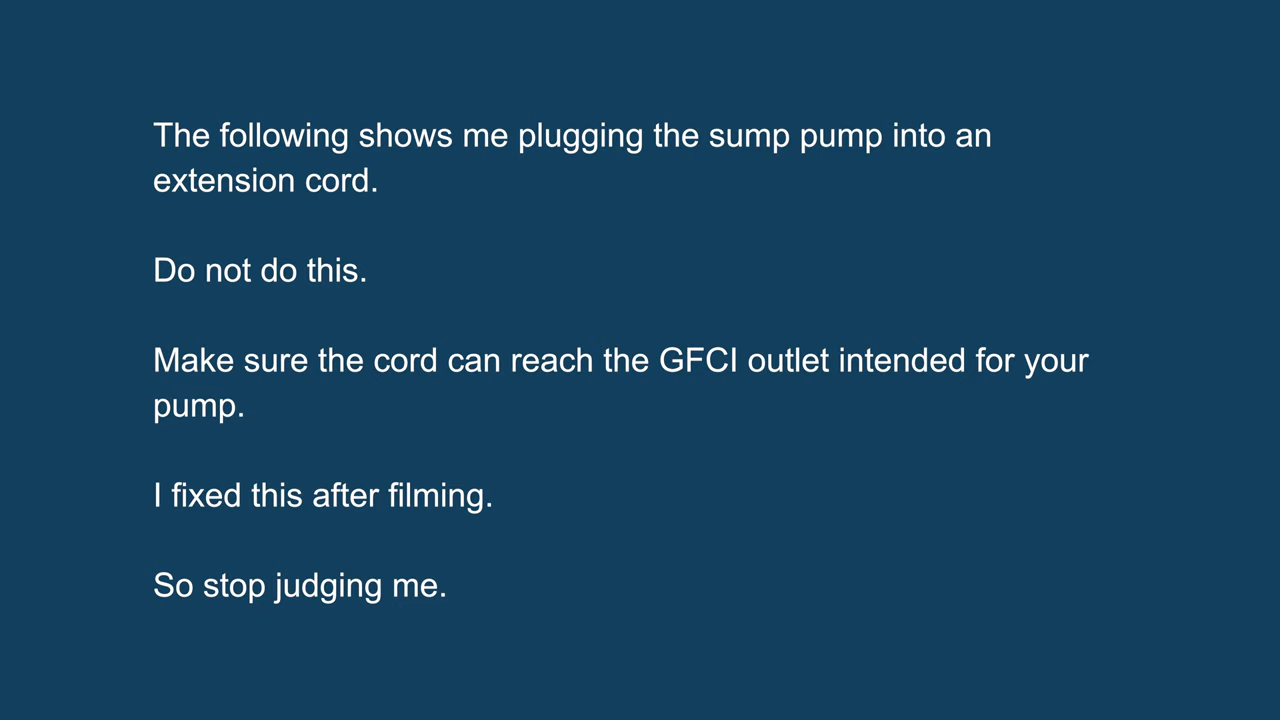 The following shows me plugging the sump pump into an
extension cord.
Do not do this.
Make sure the cord can reach the GFCI outlet intended for your
pump.
I fixed this after filming.
So stop judging me.